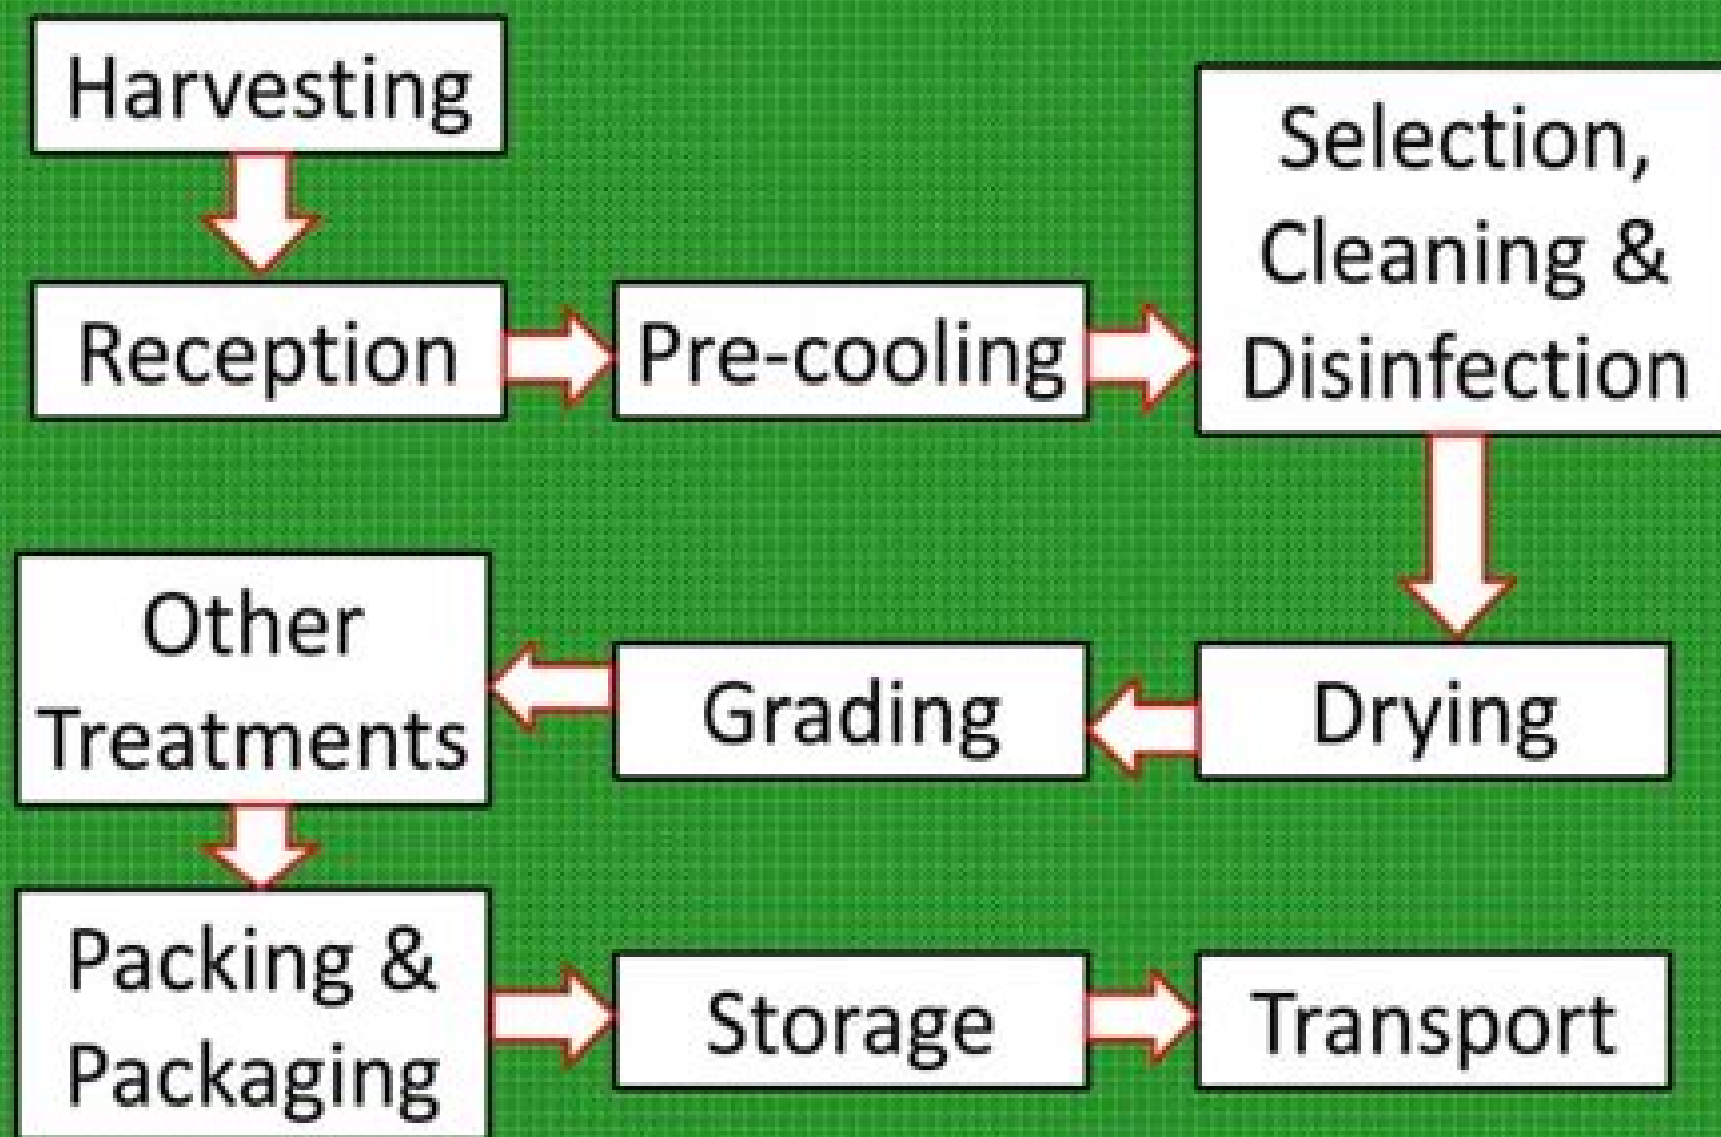 Harvesting
Reception
Pre-cooling
Selection,
Cleaning &
Disinfection
Drying
Grading
Other
Treatments
Packing &
Packaging
Storage
Transport